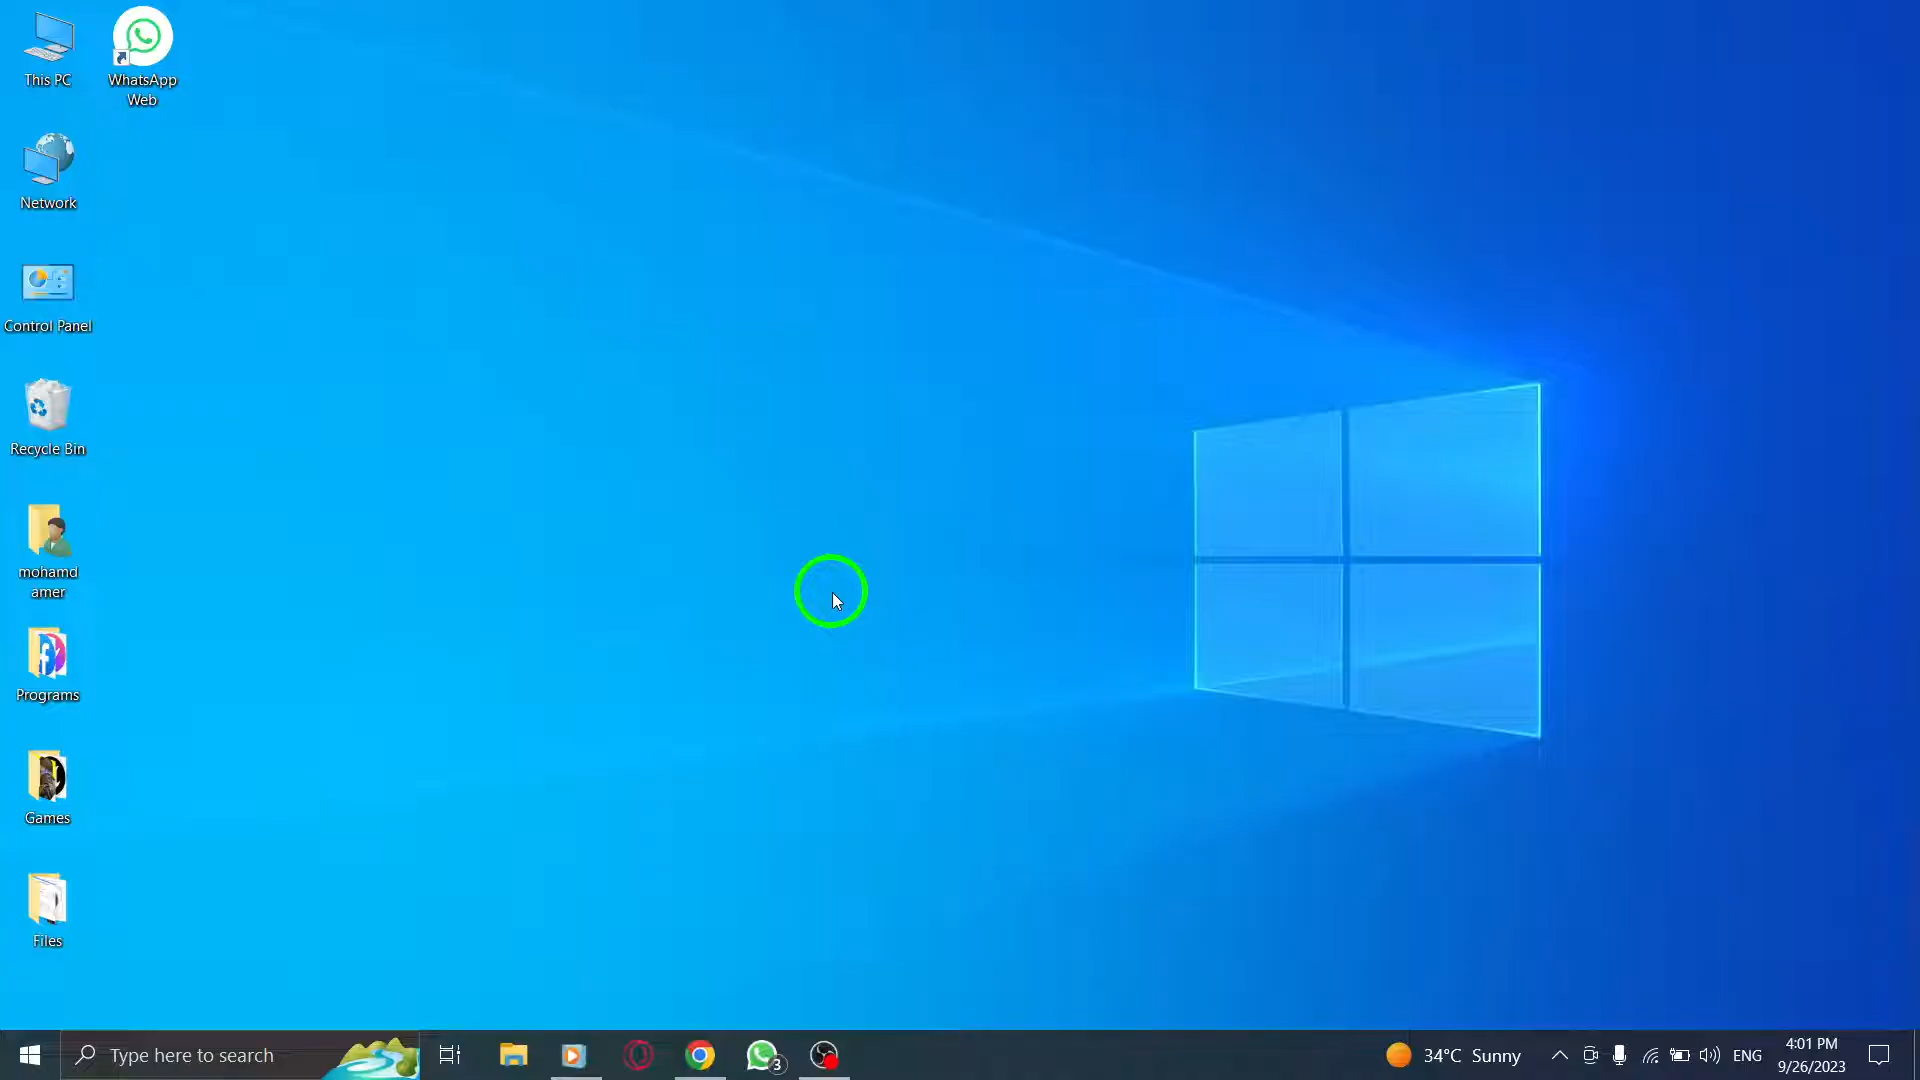 This PC
WhatsApp
Web
Network
Control Panel
Recycle Bin
mohamd
amer
Programs
Games
Files
Type here to search
3
34°C Sunny
ENG
4:01 PM
9/26/2023